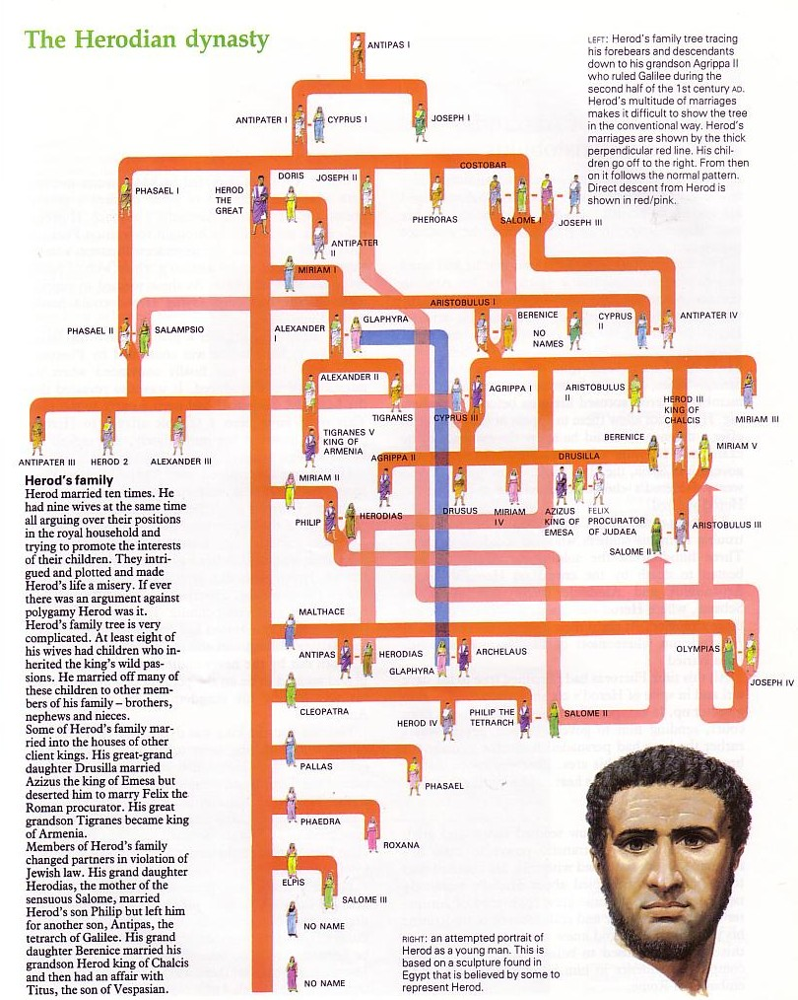 The Herodian dynasty
LEFT: Herod's family tree tracing
his forebears and descendants
down to his grandson Agrippa II
who ruled Galilee during the
second half of the 1st century AD.
Herod's multitude of marriages
makes it difficult to show the tree
in the conventional way. Herod's
marriages are shown by the thick
perpendicular red line. His chil-
dren go off to the right. From then
on it follows the normal pattern.
Direct descent from Herod is
shown in red/pink.
ANTIPAS I
ANTIPATER I
CYPRUS I
JOSEPH I
PHASAEL I
HEROD
THE
GREAT
DORIS
JOSEPH II
PHERORAS
COSTOBAR
SALOME I
JOSEPH III
ANTIPATER
II
MIRIAM I
PHASAEL II
SALAMPSIO
ALEXANDER
I
GLAPHYRA
ARISTOBULUS I
BERENICE
NO
NAMES
CYPRUS
II
ANTIPATER IV
ALEXANDER II
TIGRANES
CYPRUS III
AGRIPPA I
ARISTOBULUS
II
HEROD III
KING OF
CHALCIS
MIRIAM III
ANTIPATER III
HEROD 2
ALEXANDER III
TIGRANES V
KING OF
ARMENIA
AGRIPPA II
DRUSUS
MIRIAM
IV
DRUSILLA
AZIZUS
KING OF
EMESA
FELIX
PROCURATOR
OF JUDAEA
BERENICE
MIRIAM V
MIRIAM II
PHILIP
HERODIAS
SALOME II
ARISTOBULUS III
MALTHACE
ANTIPAS
HERODIAS
GLAPHYRA
ARCHELAUS
OLYMPIAS
JOSEPH IV
CLEOPATRA
HEROD IV
PHILIP THE
TETRARCH
SALOME II
PALLAS
PHASAEL
PHAEDRA
ROXANA
ELPIS
SALOME III
NO NAME
NO NAME
Herod's family
Herod married ten times. He
had nine wives at the same time
all arguing over their positions
in the royal household and
trying to promote the interests
of their children. They intri-
gued and plotted and made
Herod's life a misery. If ever
there was an argument against
polygamy Herod was it.
Herod's family tree is very
complicated. At least eight of
his wives had children who in-
herited the king's wild pas-
sions. He married off many of
these children to other mem-
bers of his family – brothers,
nephews and nieces.
Some of Herod's family mar-
ried into the houses of other
client kings. His great-grand
daughter Drusilla married
Azizus the king of Emesa but
deserted him to marry Felix the
Roman procurator. His great
grandson Tigranes became king
of Armenia.
Members of Herod's family
changed partners in violation of
Jewish law. His grand daughter
Herodias, the mother of the
sensuous Salome, married
Herod's son Philip but left him
for another son, Antipas, the
tetrarch of Galilee. His grand
daughter Berenice married his
grandson Herod king of Chalcis
and then had an affair with
Titus, the son of Vespasian.
RIGHT: an attempted portrait of
Herod as a young man. This is
based on a sculpture found in
Egypt that is believed by some to
represent Herod.